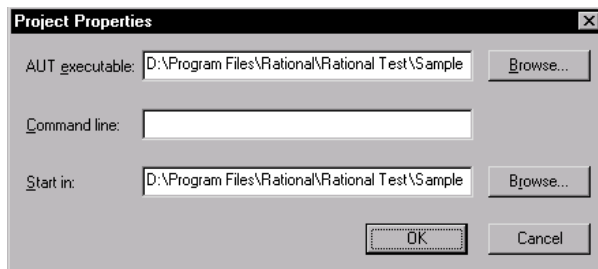 Project Properties
AUT executable: D:\Program Files\Rational\Rational Test\Sample Browse...
Command line:
Start in: D:\Program Files\Rational\Rational Test\Sample Browse...
OK Cancel